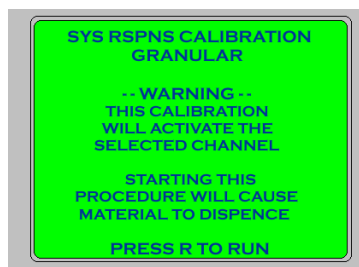 SYS RSPNS CALIBRATION
GRANULAR
-- WARNING --
THIS CALIBRATION
WILL ACTIVATE THE
SELECTED CHANNEL
STARTING THIS
PROCEDURE WILL CAUSE
MATERIAL TO DISPENCE
PRESS R TO RUN